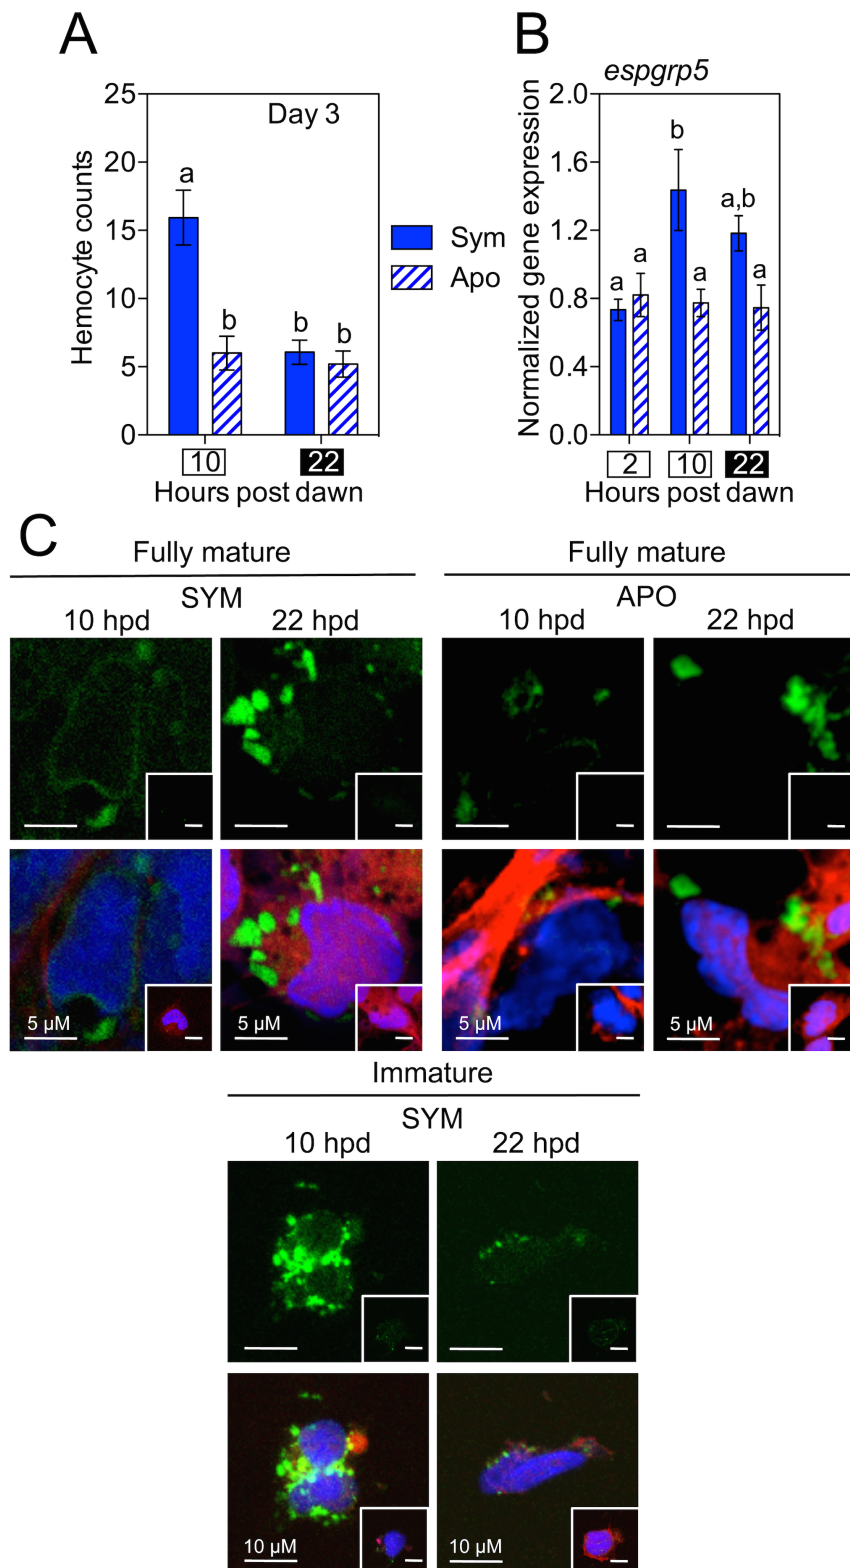 A
B
espgrp5
25
20
15
10
5
0
Hemocyte counts
Day 3
a
b
b
b
10
22
Hours post dawn
Sym
Apo
2.0
1.6
1.2
0.8
0.4
0.0
Normalized gene expression
a
a
b
a
a,b
a
2
10
22
Hours post dawn
C
Fully mature
SYM
10 hpd
22 hpd
5 µM
5 µM
Fully mature
APO
10 hpd
22 hpd
5 µM
5 µM
Immature
SYM
10 hpd
22 hpd
10 µM
10 µM